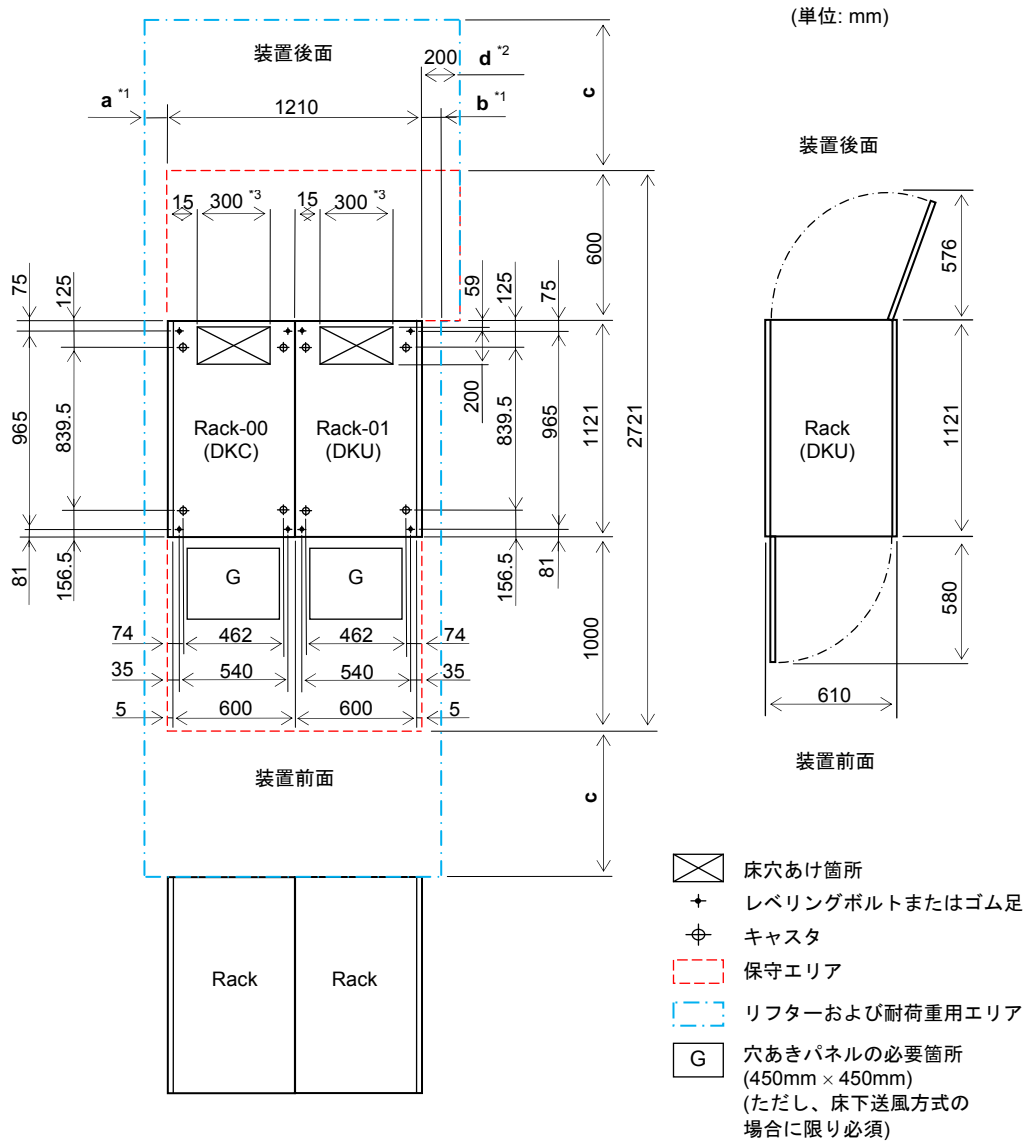 (単位: mm)
装置後面
200
d *2
a *1
1210
b *1
c
装置後面
15
300 *3
15
300 *3
75
125
59
125
75
600
576
965
839.5
Rack-00
(DKC)
Rack-01
(DKU)
200
839.5
965
1121
2721
Rack
(DKU)
1121
81
156.5
G
G
156.5
81
1000
580
74
462
462
74
35
540
540
35
5
600
600
5
610
装置前面
装置前面
c
床穴あけ箇所
レベリングボルトまたはゴム足
キャスタ
保守エリア
リフターおよび耐荷重用エリア
G
穴あきパネルの必要箇所
(450mm × 450mm)
(ただし、床下送風方式の
場合に限り必須)
Rack
Rack